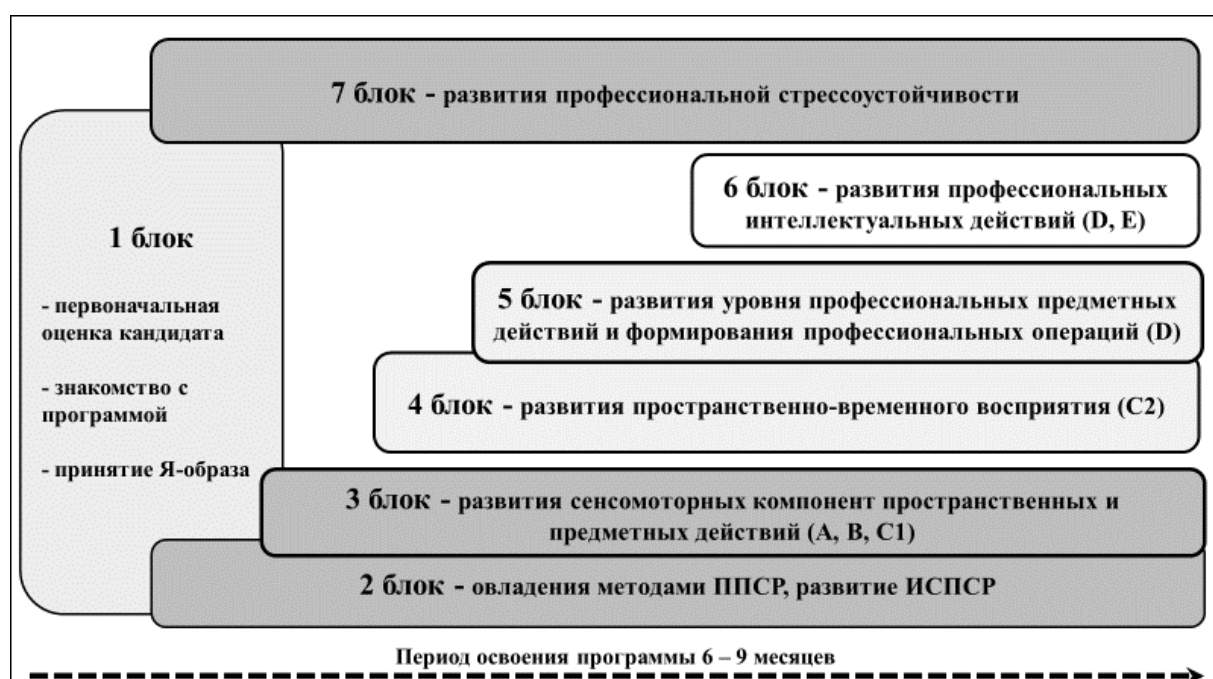 7 блок - развития профессиональной стрессоустойчивости
6 блок - развития профессиональных
интеллектуальных действий (D, E)
1 блок
- первоначальная
оценка кандидата
- знакомство с
программой
- принятие Я-образа
5 блок - развития уровня профессиональных предметных
действий и формирования профессиональных операций (D)
4 блок - развития пространственно-временного восприятия (C2)
3 блок - развития сенсомоторных компонент пространственных и
предметных действий (A, B, C1)
2 блок - овладения методами ППСР, развитие ИСПСР
Период освоения программы 6 – 9 месяцев